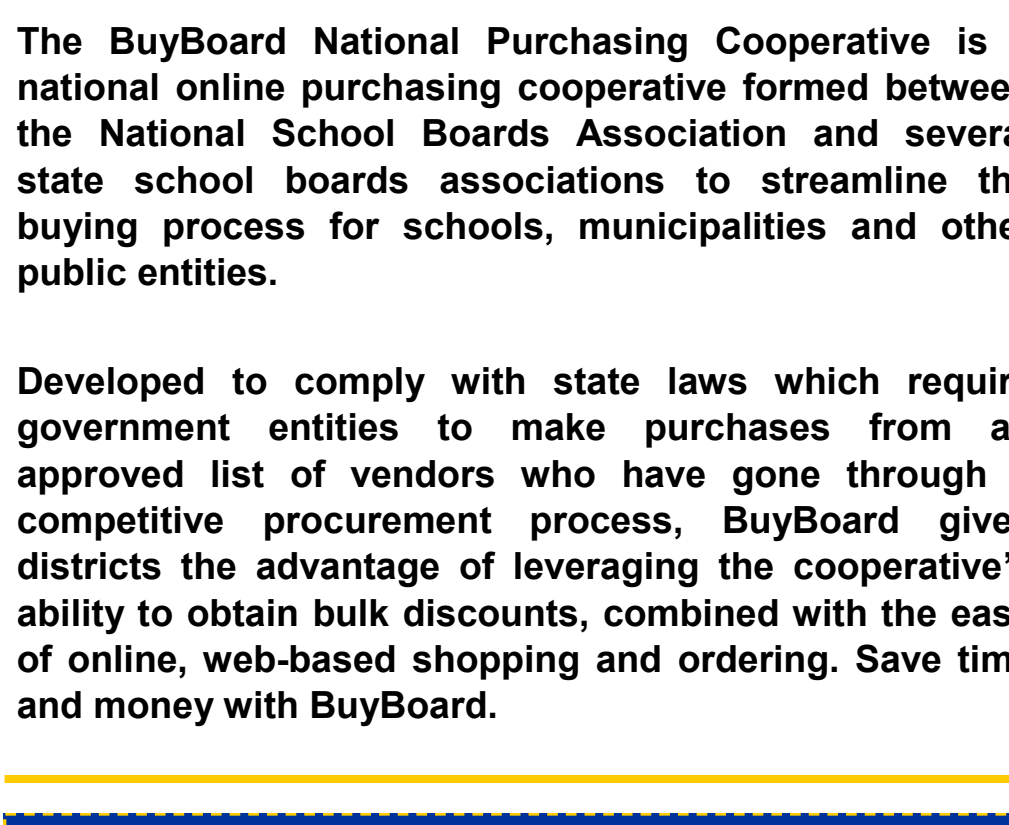 The BuyBoard National Purchasing Cooperative is
national online purchasing cooperative formed betwee
the National School Boards Association and severa
state school boards associations to streamline th
buying process for schools, municipalities and othe
public entities.
Developed to comply with state laws which requir
government entities to make purchases from a
approved list of vendors who have gone through
competitive procurement process, BuyBoard give
districts the advantage of leveraging the cooperative’
ability to obtain bulk discounts, combined with the eas
of online, web-based shopping and ordering. Save tim
and money with BuyBoard.